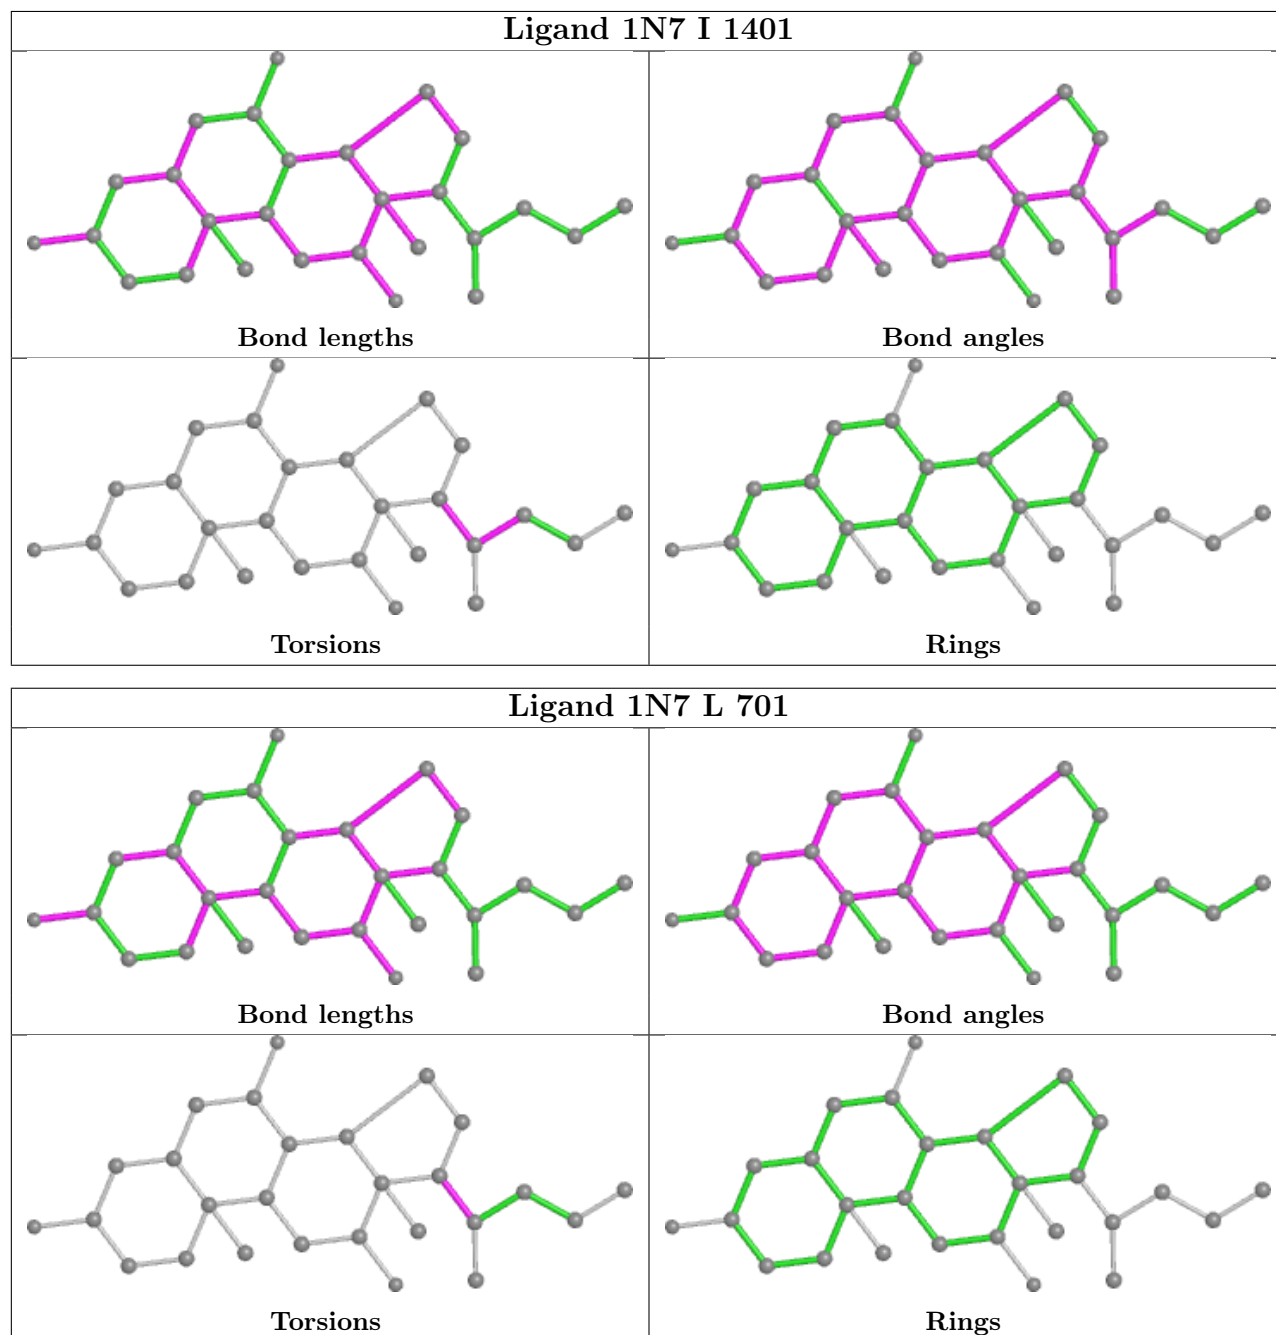 Ligand 1N7 I 1401
Bond lengths
Bond angles
Torsions
Rings
Ligand 1N7 L 701
Bond lengths
Bond angles
Torsions
Rings